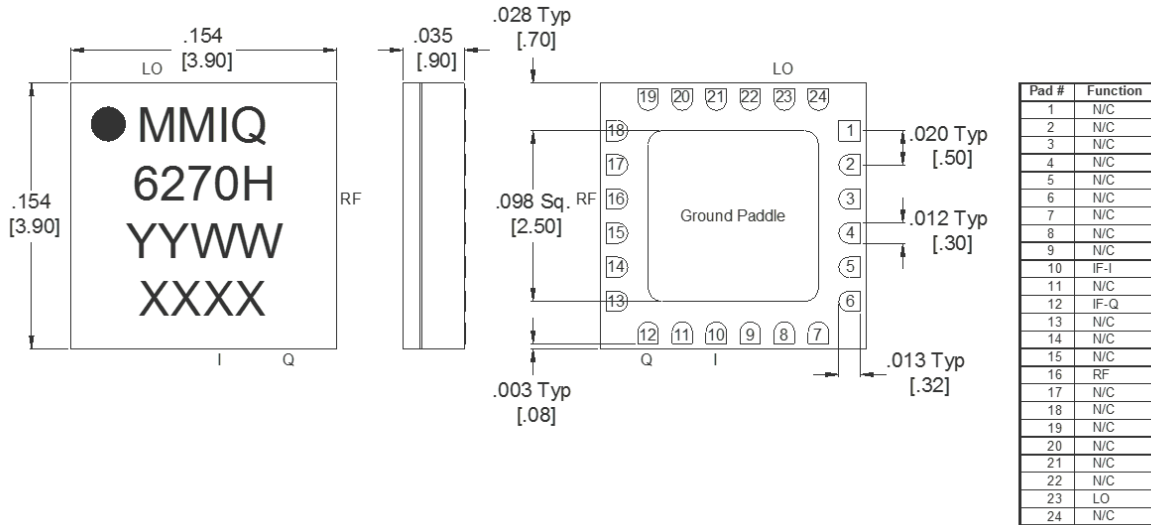 .154
[3.90]
LO
MMIQ
6270H
YYWW
XXXX
.154
[3.90]
RF
I
Q
.035
[.90]
.028 Typ
[.70]
LO
19 20 21 22 23 24
18
17
16
15
14
13
1
2
3
4
5
6
12 11 10 9 8 7
Ground Paddle
RF
Q
I
.098 Sq.
[2.50]
.003 Typ
[.08]
.020 Typ
[.50]
.012 Typ
[.30]
.013 Typ
[.32]
Pad # Function
1 N/C
2 N/C
3 N/C
4 N/C
5 N/C
6 N/C
7 N/C
8 N/C
9 N/C
10 IF-I
11 N/C
12 IF-Q
13 N/C
14 N/C
15 N/C
16 RF
17 N/C
18 N/C
19 N/C
20 N/C
21 N/C
22 N/C
23 LO
24 N/C